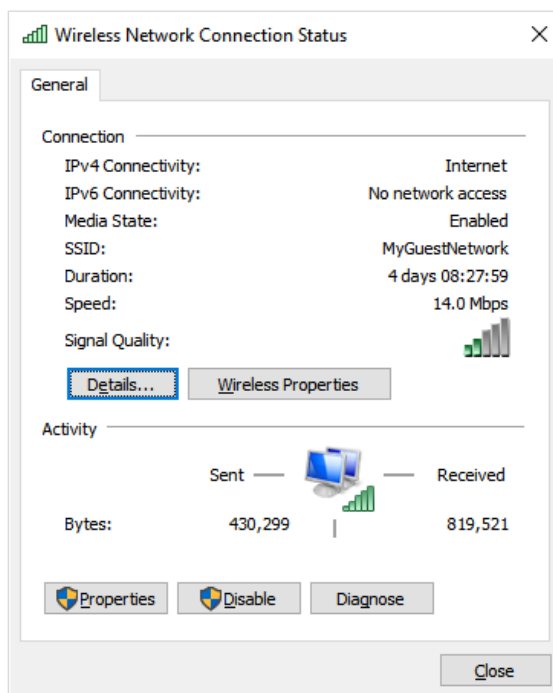 Wireless Network Connection Status
General
Connection
IPv4 Connectivity: Internet
IPv6 Connectivity: No network access
Media State: Enabled
SSID: MyGuestNetwork
Duration: 4 days 08:27:59
Speed: 14.0 Mbps
Signal Quality:
Details... Wireless Properties
Activity
Sent Received
Bytes: 430,299 819,521
Properties Disable Diagnose
Close